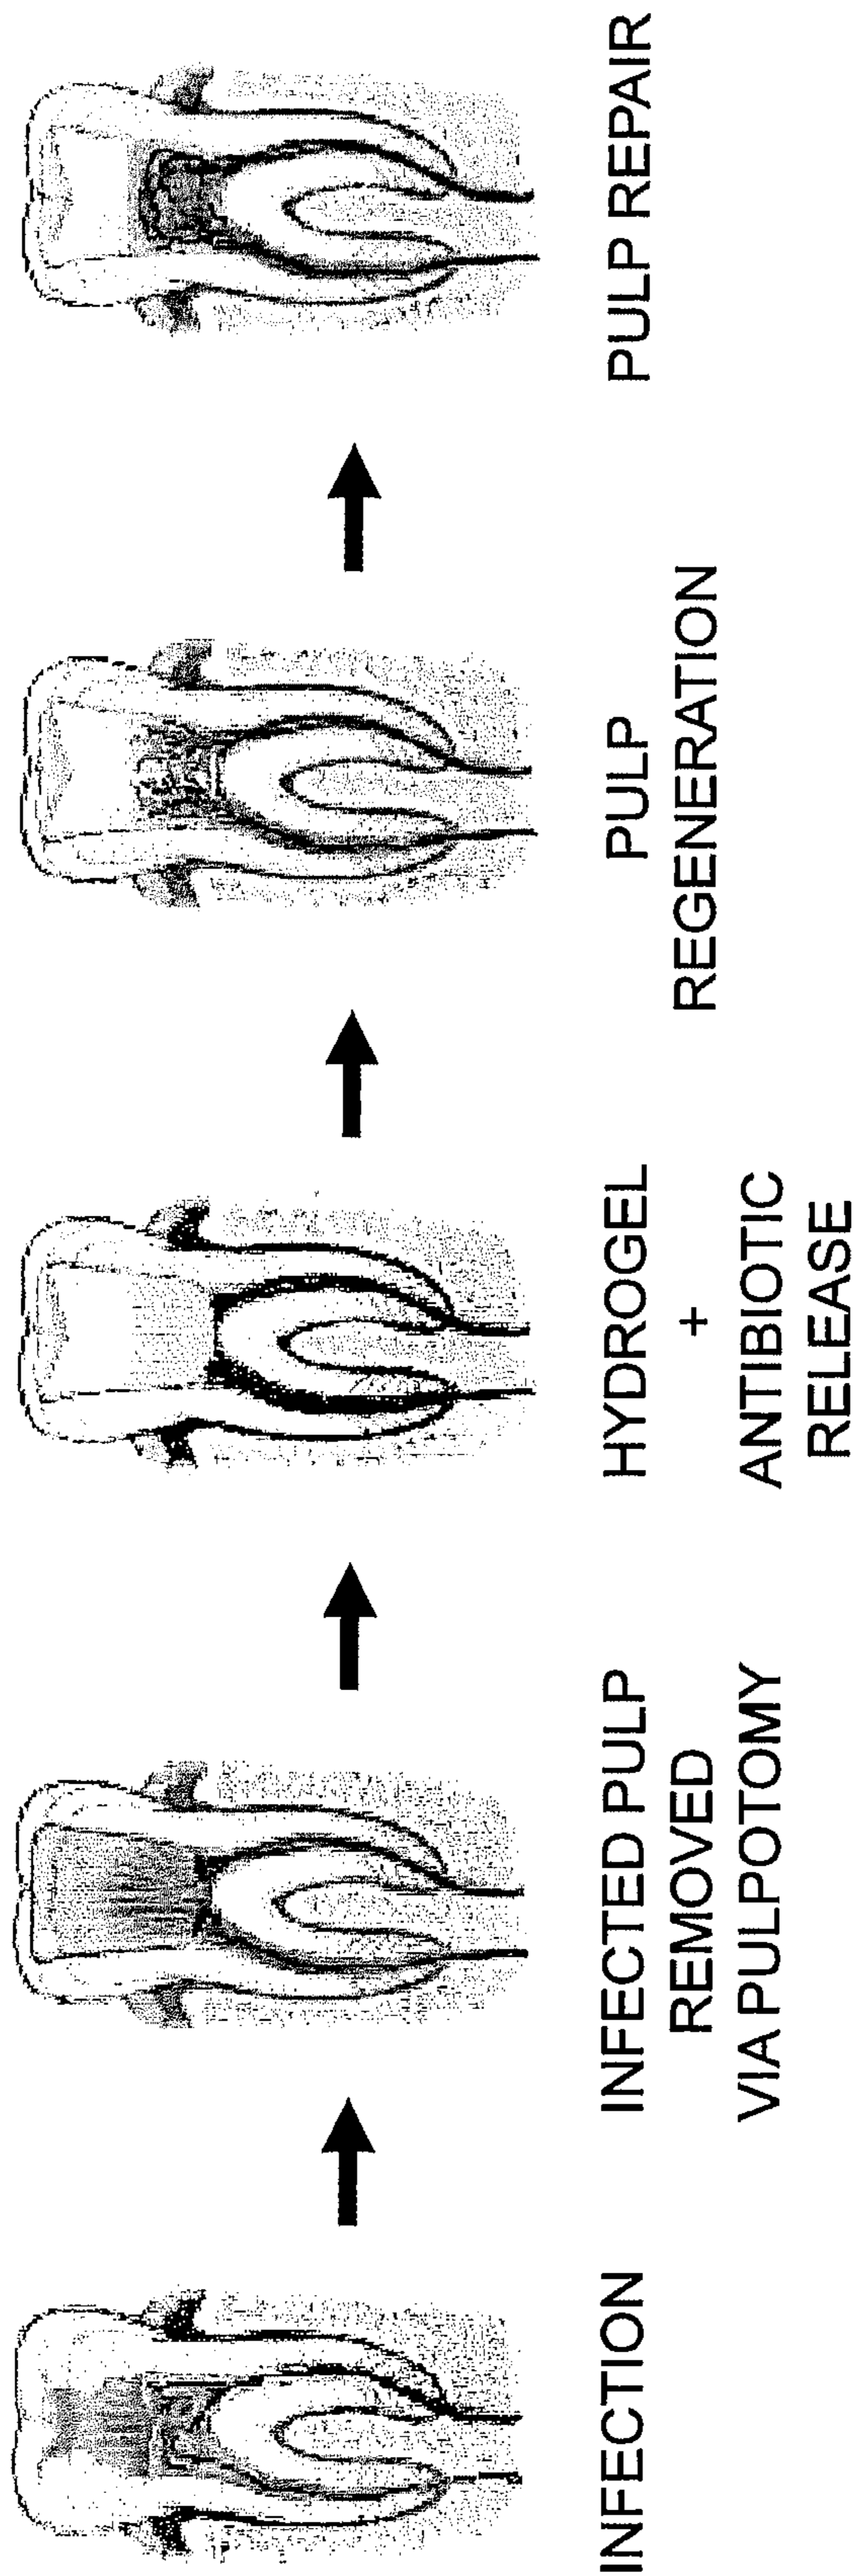 INFECTION
INFECTED PULP
REMOVED
VIA PULPOTOMY
HYDROGEL
+
ANTIBIOTIC
RELEASE
PULP
REGENERATION
PULP REPAIR